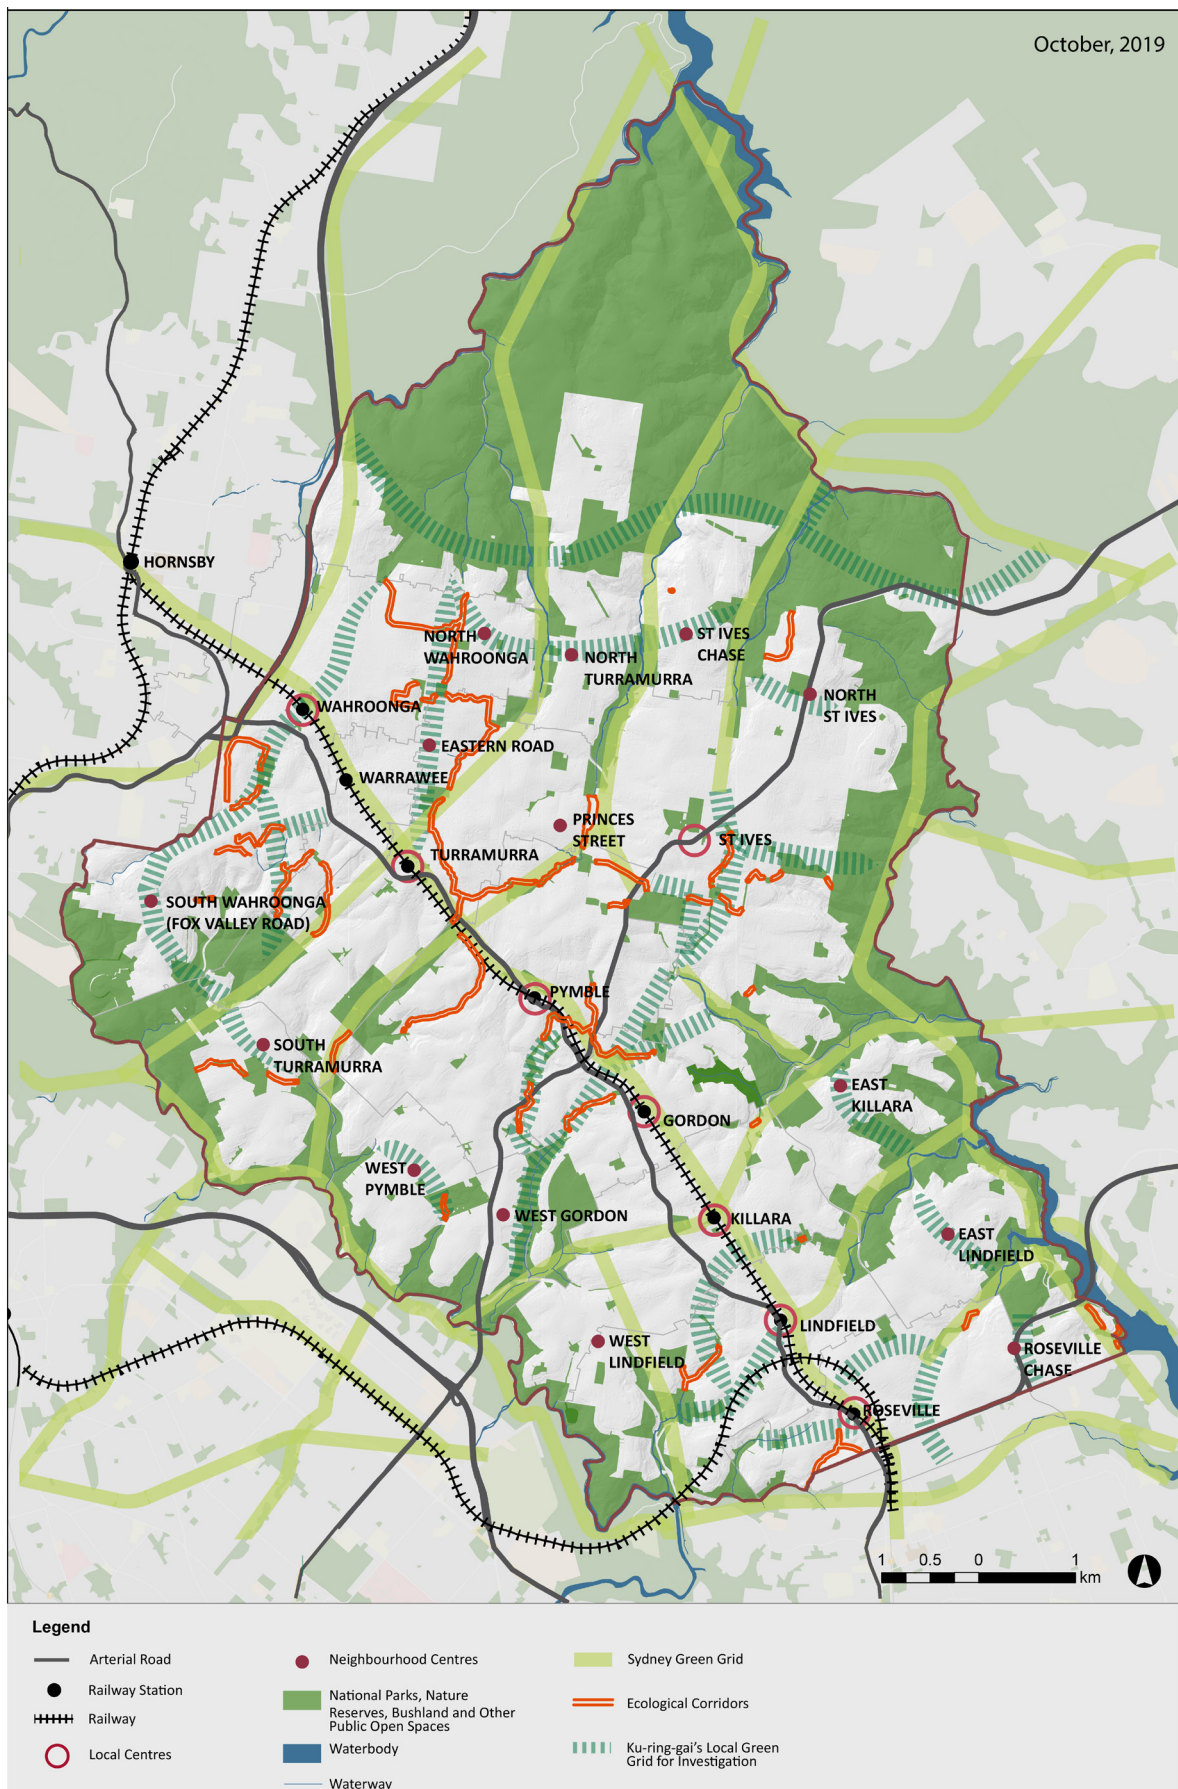 October, 2019
HORNSBY
NORTH
WAHROONGA
NORTH
TURRAMURRA
ST IVES
CHASE
NORTH
ST IVES
WAHROONGA
EASTERN ROAD
WARRAWEE
PRINCES
STREET
ST IVES
TURRAMURRA
SOUTH WAHROONGA
(FOX VALLEY ROAD)
PYMBLE
SOUTH
TURRAMURRA
EAST
KILLARA
GORDON
WEST
PYMBLE
WEST GORDON
KILLARA
EAST
LINDFIELD
LINDFIELD
WEST
LINDFIELD
ROSEVILLE
CHASE
ROSEVILLE
1 0.5 0 1
km
Legend
Arterial Road
Railway Station
Railway
Local Centres
Neighbourhood Centres
National Parks, Nature
Reserves, Bushland and Other
Public Open Spaces
Waterbody
Waterway
Sydney Green Grid
Ecological Corridors
Ku-ring-gai's Local Green
Grid for Investigation